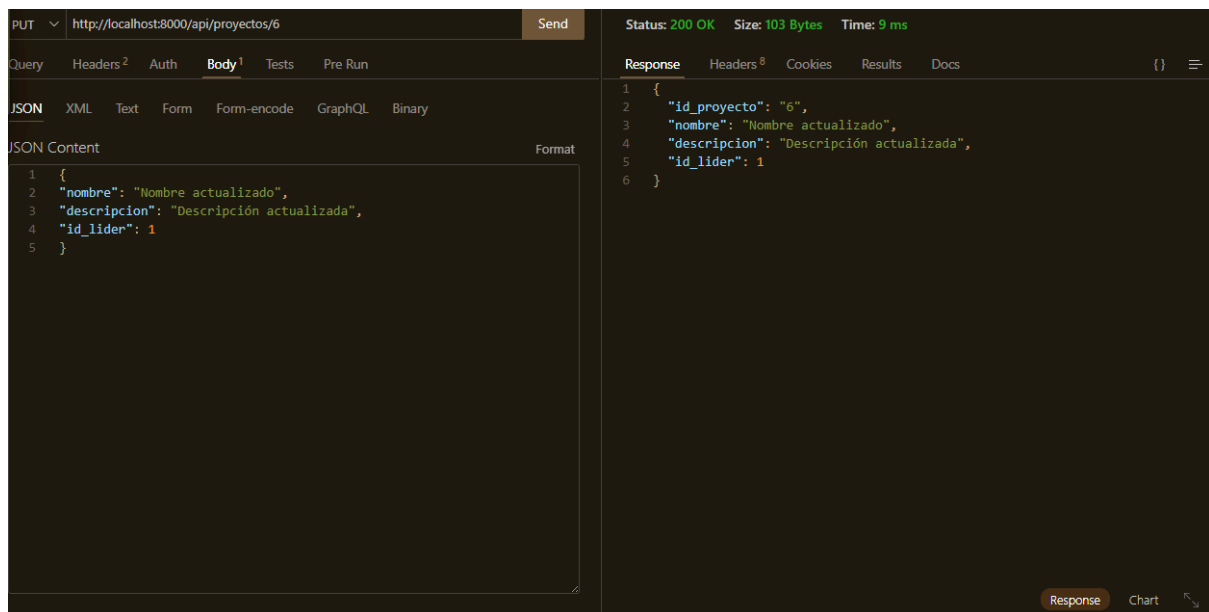 PUT http://localhost:8000/api/proyectos/6 Send
Query Headers 2 Auth Body 1 Tests Pre Run
JSON XML Text Form Form-encode GraphQL Binary
JSON Content Format
1 {
2 "nombre": "Nombre actualizado",
3 "descripcion": "Descripción actualizada",
4 "id_lider": 1
5 }
Status: 200 OK Size: 103 Bytes Time: 9 ms
Response Headers 8 Cookies Results Docs {}
1 {
2 "id_proyecto": "6",
3 "nombre": "Nombre actualizado",
4 "descripcion": "Descripción actualizada",
5 "id_lider": 1
6 }
Response Chart